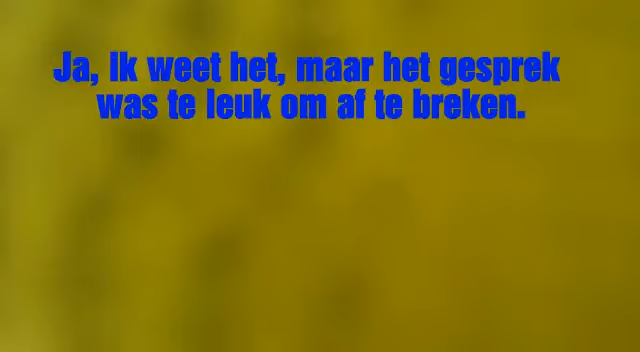 Ja, ik weet het, maar het gesprek
was te leuk om af te breken.